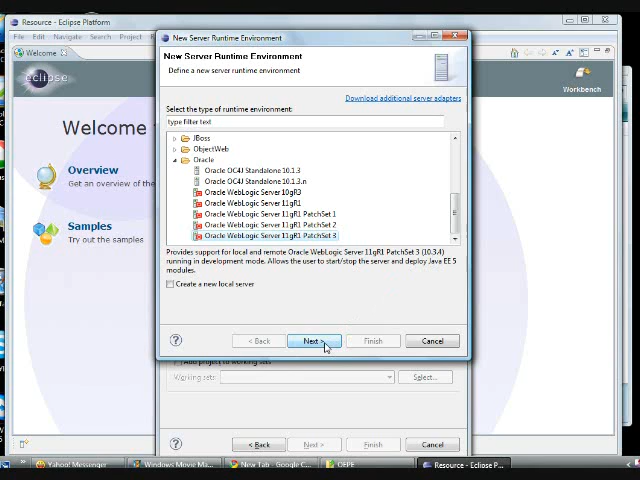 Resource - Eclipse Platform
File Edit Navigate Search Project
Welcome
eclipse
Workbench
Welcome
Overview
Get an overview of the
Samples
Try out the samples
New Server Runtime Environment
New Server Runtime Environment
Define a new server runtime environment
Download additional server adapters
Select the type of runtime environment:
type filter text
JBoss
ObjectWeb
Oracle
Oracle OC4J Standalone 10.1.3
Oracle OC4J Standalone 10.1.3.n
Oracle WebLogic Server 10gR3
Oracle WebLogic Server 11gR1
Oracle WebLogic Server 11gR1 PatchSet 1
Oracle WebLogic Server 11gR1 PatchSet 2
Oracle WebLogic Server 11gR1 PatchSet 3
Provides support for local and remote Oracle WebLogic Server 11gR1 PatchSet 3 (10.3.4)
running in development mode. Allows the user to start/stop the server and deploy Java EE 5
modules.
Create a new local server
< Back Next > Finish Cancel
Add project to working sets
Working sets: Select...
< Back Next > Finish Cancel
Yahoo! Messenger Windows Movie Ma... New Tab - Google C... OEPE Resource - Eclipse P...